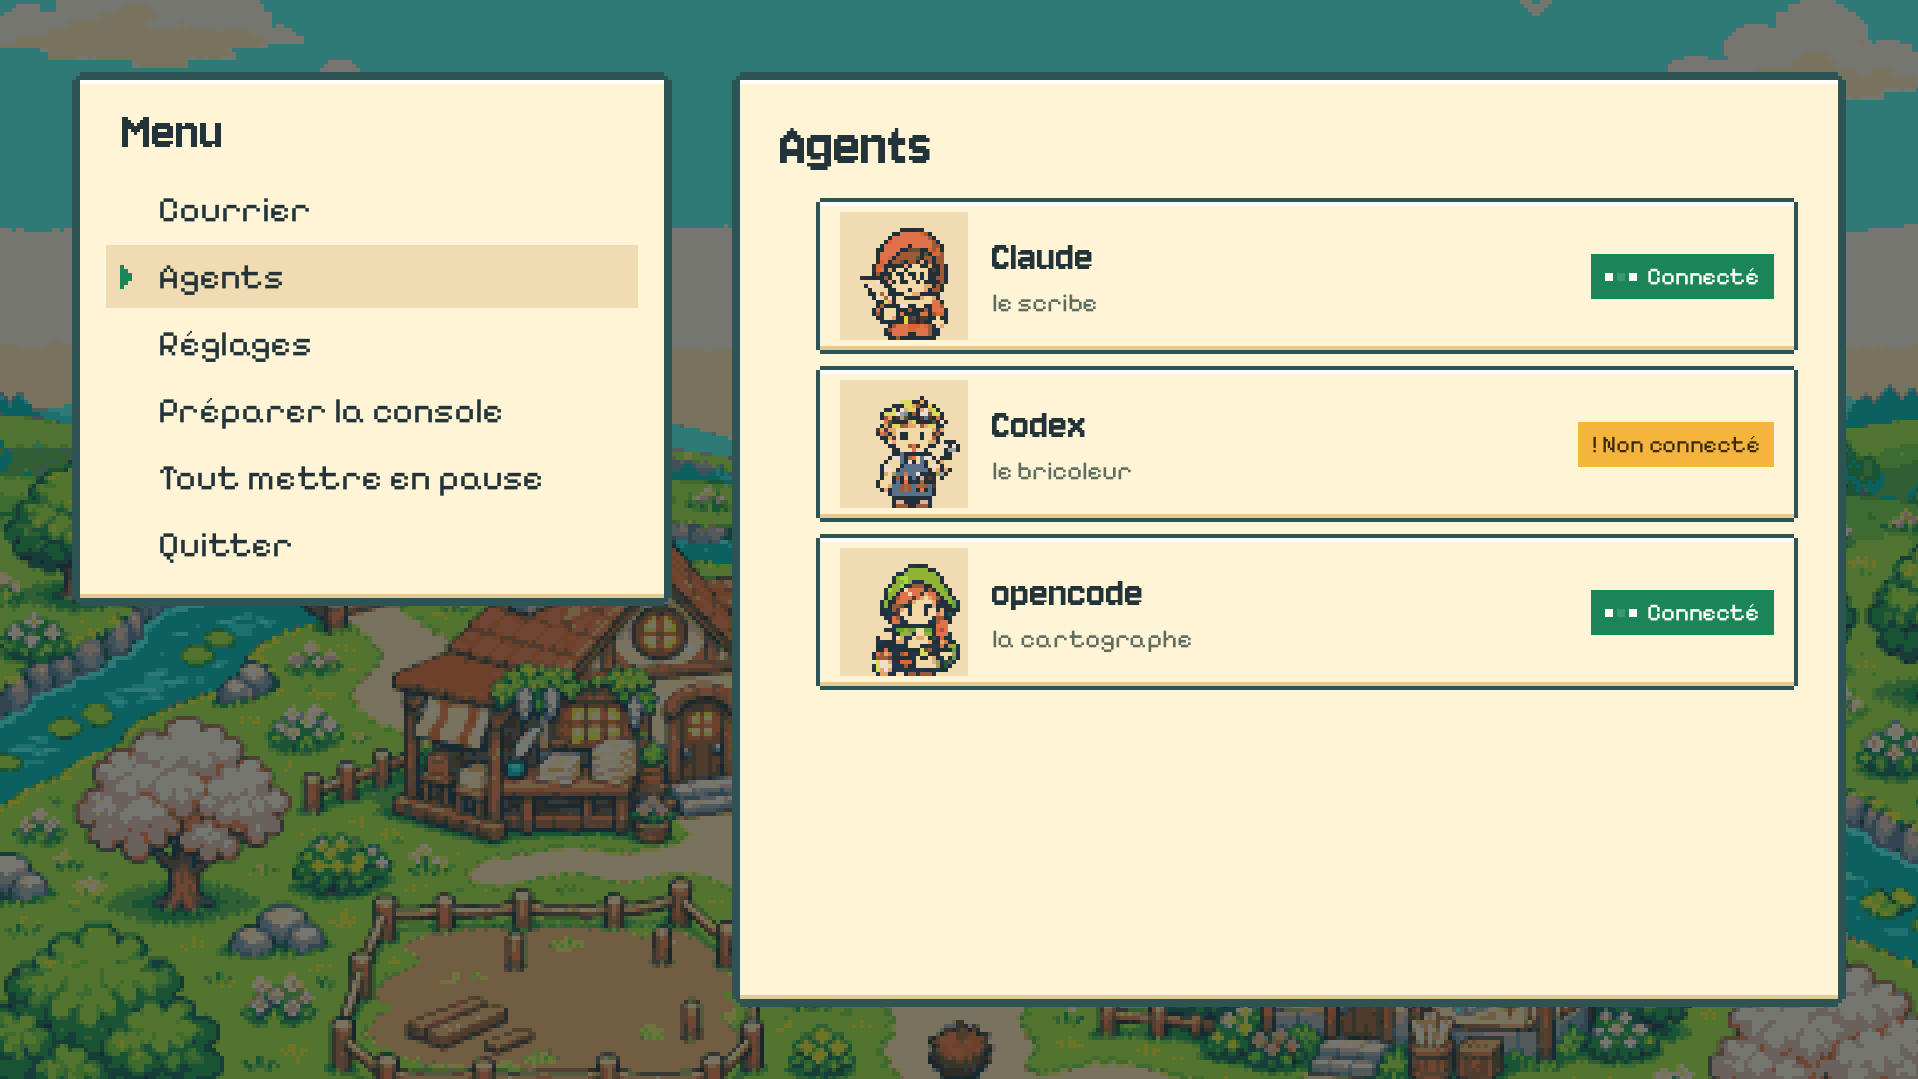 Menu
Courrier
Agents
Réglages
Préparer la console
Tout mettre en pause
Quitter
Agents
Claude
le scribe
Connecté
Codex
le bricoleur
! Non connecté
opencode
la cartographe
Connecté